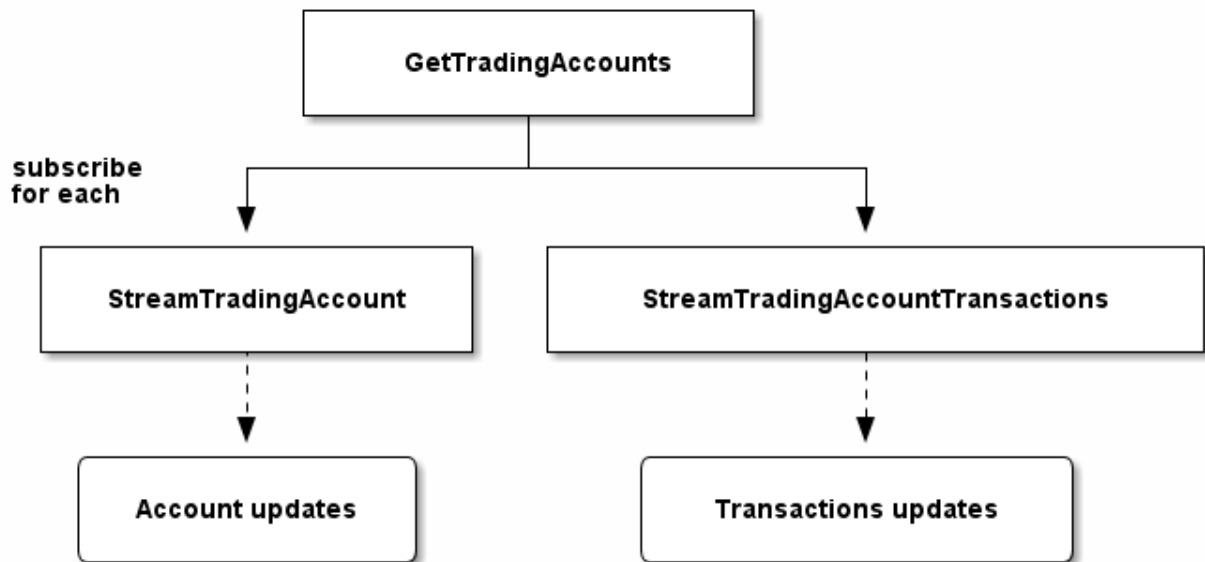 GetTradingAccounts
subscribe
for each
StreamTradingAccount
StreamTradingAccountTransactions
Account updates
Transactions updates